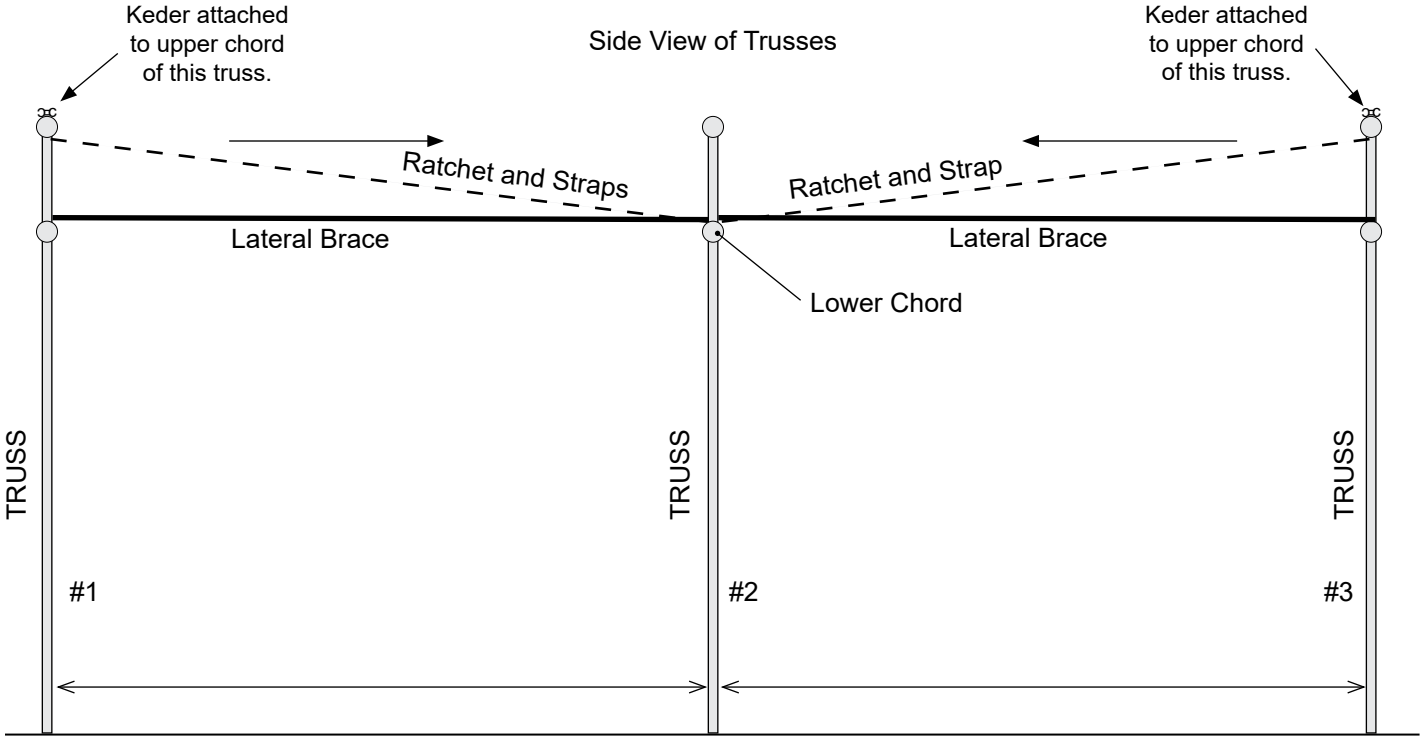 Keder attached
to upper chord
of this truss.
Side View of Trusses
Keder attached
to upper chord
of this truss.
Ratchet and Straps
Ratchet and Strap
Lateral Brace
Lateral Brace
Lower Chord
TRUSS
TRUSS
TRUSS
#1
#2
#3